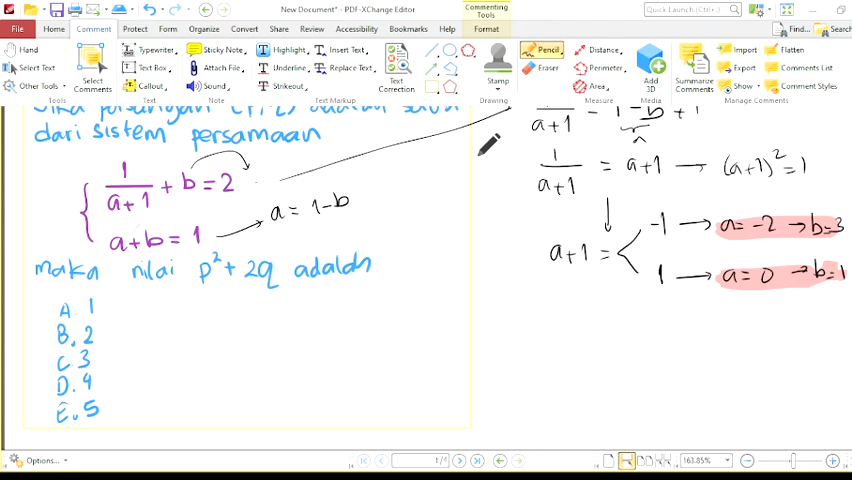 New Document* - PDF-XChange Editor
Commenting Tools
Quick Launch (Ctrl+.)
File Home Comment Protect Form Organize Convert Share Review Bookmarks Accessibility Help Format
Find...
Search
Hand
Select Text
Other Tools
Tools
Select Comments
Objects
Typewriter
Text Box
Callout
Sticky Note
Attach File
Sound
Highlight
Underline
Strikeout
Insert Text
Replace Text
Text Markup
Text Correction
Drawing
Pencil
Eraser
Stamp
Distance
Perimeter
Area
Measure
Add 3D
Media
Summarize Comments
Import
Export
Show
Flatten
Comments List
Comment Styles
Manage Comments
dari sistem persamaan
1/(a+1) + b = 2
a+b = 1
a = 1-b
maka nilai p²+2q adalah
A 1
B. 2
C. 3
D. 4
E. 5
1/(a+1) = 1-b + 1
a
1/(a+1) = a+1 → (a+1)² = 1
a+1 =
-1 → a = -2 → b = 3
1 → a = 0 → b = 1
Options...
163.85%